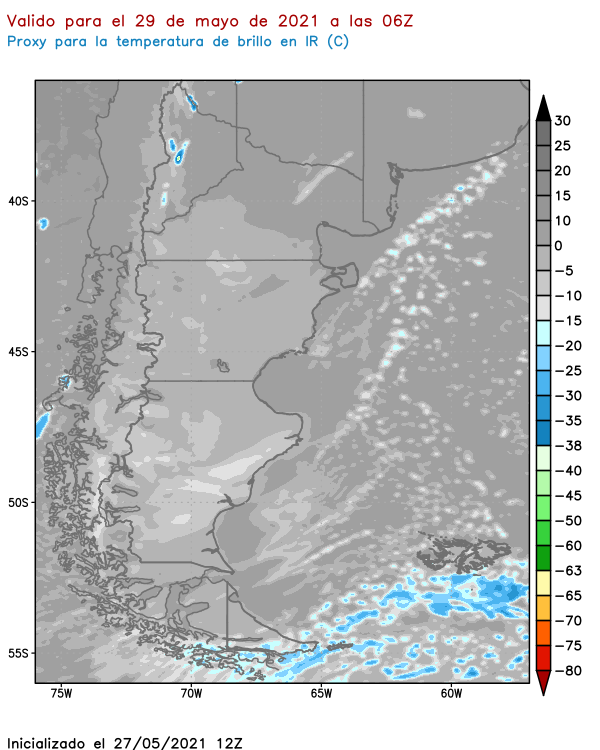 Valido para el 29 de mayo de 2021 a las 06Z
Proxy para la temperatura de brillo en IR (C)
30
25
20
15
10
0
-5
-10
-15
-20
-25
-30
-35
-38
-40
-45
-50
-60
-63
-65
-70
-75
-80
40S
45S
50S
55S
75W
70W
65W
60W
Inicializado el 27/05/2021 12Z